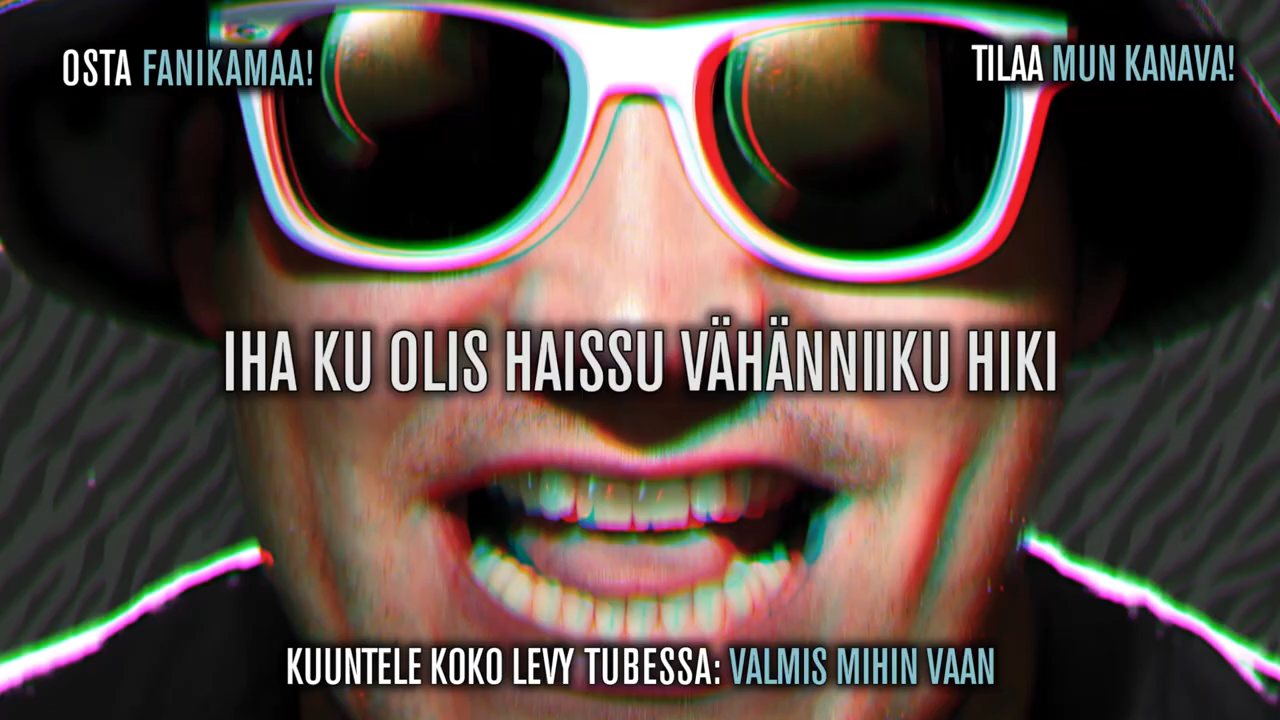 OSTA FANIKAMAA!
TILAA MUN KANAVA!
IHA KU OLIS HAISSU VÄHÄNNIIKU HIKI
KUUNTELE KOKO LEVY TUBESSA: VALMIS MIHIN VAAN